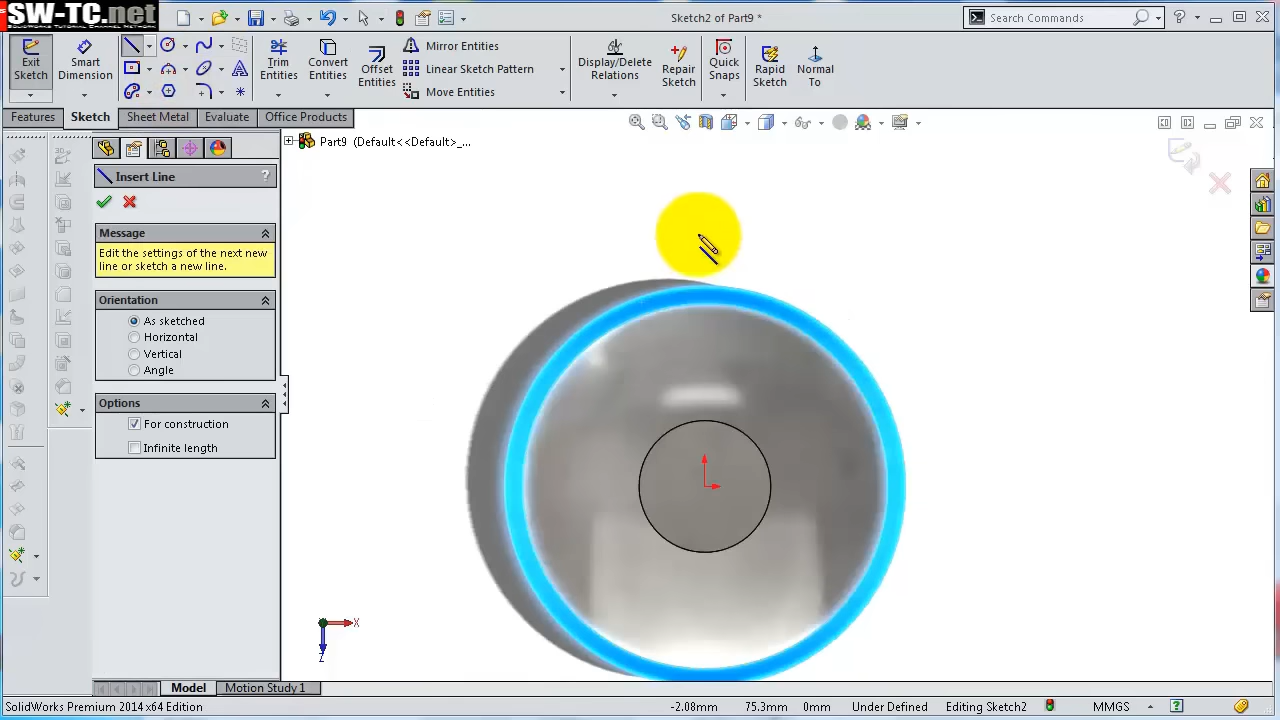 SW-TC.net
SOLIDWORKS TUTORIAL CHANNEL NETWORK
Sketch2 of Part9 *
Search Commands
Exit Sketch
Smart Dimension
Trim Entities
Convert Entities
Offset Entities
Mirror Entities
Linear Sketch Pattern
Move Entities
Display/Delete Relations
Repair Sketch
Quick Snaps
Rapid Sketch
Normal To
Features
Sketch
Sheet Metal
Evaluate
Office Products
Part9 (Default<<Default>_...
Insert Line
?
Message
Edit the settings of the next new
line or sketch a new line.
Orientation
As sketched
Horizontal
Vertical
Angle
Options
For construction
Infinite length
X
Z
Model
Motion Study 1
SolidWorks Premium 2014 x64 Edition
-2.08mm
75.3mm
0mm
Under Defined
Editing Sketch2
MMGS
?